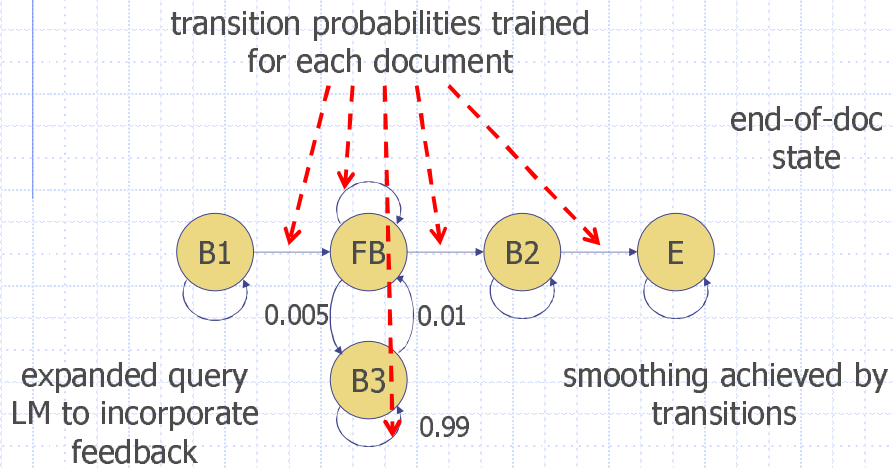 transition probabilities trained
for each document
end-of-doc
state
B1
FB
B2
E
0.005
0.01
B3
expanded query
LM to incorporate
feedback
smoothing achieved by
transitions
0.99